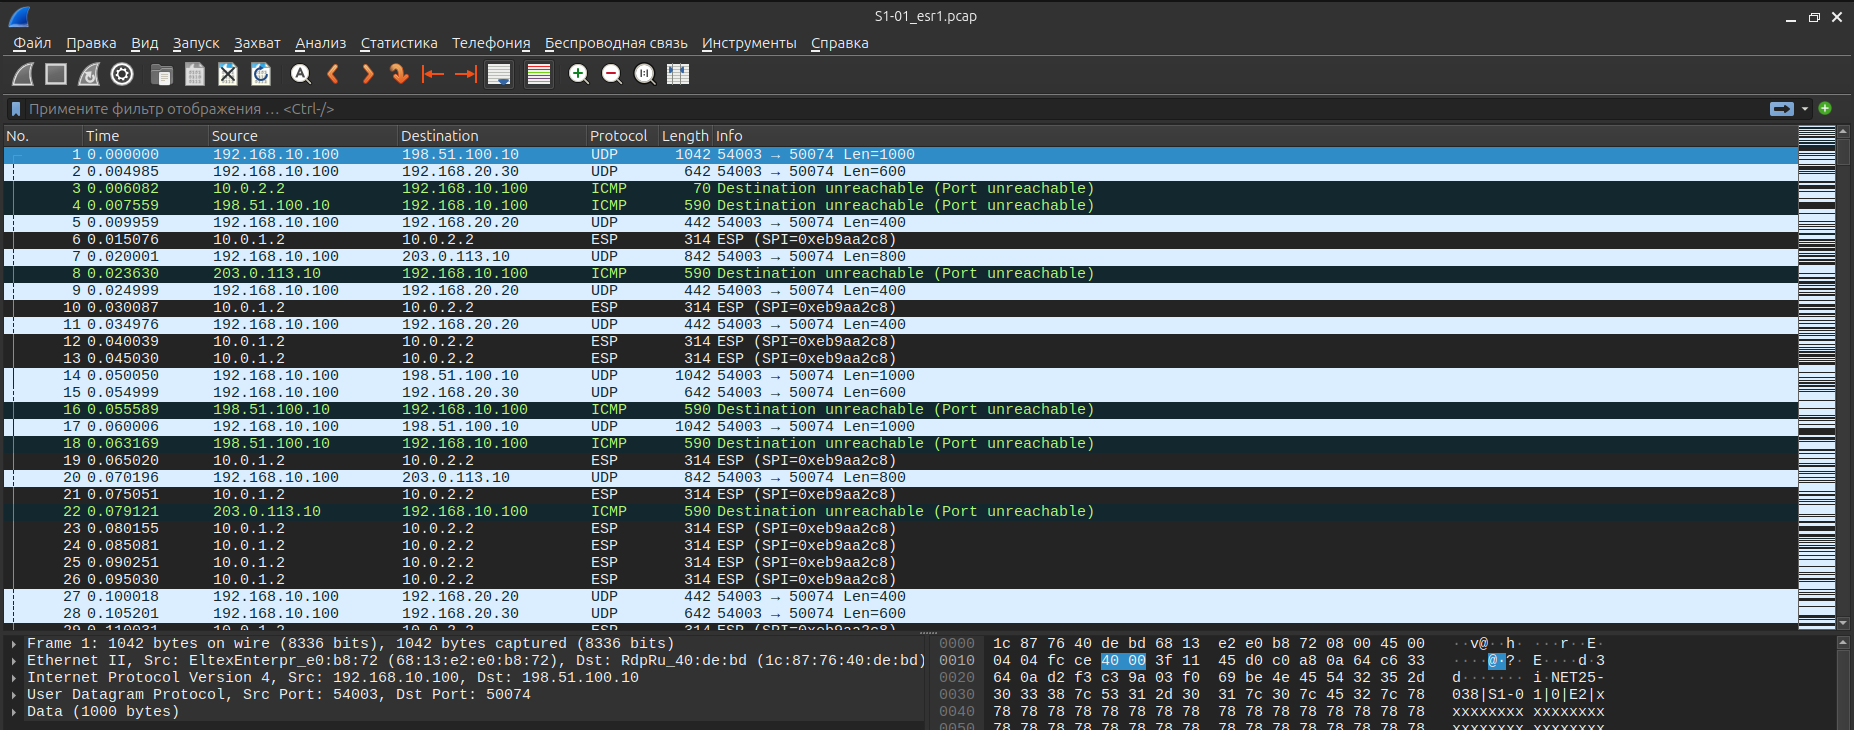 S1-01_esr1.pcap
Файл Правка Вид Запуск Захват Анализ Статистика Телефония Беспроводная связь Инструменты Справка
Примените фильтр отображения … <Ctrl-/>
No. Time Source Destination Protocol Length Info
1 0.000000 192.168.10.100 198.51.100.10 UDP 1042 54003 → 50074 Len=1000
2 0.004985 192.168.10.100 192.168.20.30 UDP 642 54003 → 50074 Len=600
3 0.006082 10.0.2.2 192.168.10.100 ICMP 70 Destination unreachable (Port unreachable)
4 0.007559 198.51.100.10 192.168.10.100 ICMP 590 Destination unreachable (Port unreachable)
5 0.009959 192.168.10.100 192.168.20.20 UDP 442 54003 → 50074 Len=400
6 0.015076 10.0.1.2 10.0.2.2 ESP 314 ESP (SPI=0xeb9aa2c8)
7 0.020001 192.168.10.100 203.0.113.10 UDP 842 54003 → 50074 Len=800
8 0.023630 203.0.113.10 192.168.10.100 ICMP 590 Destination unreachable (Port unreachable)
9 0.024999 192.168.10.100 192.168.20.20 UDP 442 54003 → 50074 Len=400
10 0.030087 10.0.1.2 10.0.2.2 ESP 314 ESP (SPI=0xeb9aa2c8)
11 0.034976 192.168.10.100 192.168.20.20 UDP 442 54003 → 50074 Len=400
12 0.040039 10.0.1.2 10.0.2.2 ESP 314 ESP (SPI=0xeb9aa2c8)
13 0.045030 10.0.1.2 10.0.2.2 ESP 314 ESP (SPI=0xeb9aa2c8)
14 0.050050 192.168.10.100 198.51.100.10 UDP 1042 54003 → 50074 Len=1000
15 0.054999 192.168.10.100 192.168.20.30 UDP 642 54003 → 50074 Len=600
16 0.055589 198.51.100.10 192.168.10.100 ICMP 590 Destination unreachable (Port unreachable)
17 0.060006 192.168.10.100 198.51.100.10 UDP 1042 54003 → 50074 Len=1000
18 0.063169 198.51.100.10 192.168.10.100 ICMP 590 Destination unreachable (Port unreachable)
19 0.065020 10.0.1.2 10.0.2.2 ESP 314 ESP (SPI=0xeb9aa2c8)
20 0.070196 192.168.10.100 203.0.113.10 UDP 842 54003 → 50074 Len=800
21 0.075051 10.0.1.2 10.0.2.2 ESP 314 ESP (SPI=0xeb9aa2c8)
22 0.079121 203.0.113.10 192.168.10.100 ICMP 590 Destination unreachable (Port unreachable)
23 0.080155 10.0.1.2 10.0.2.2 ESP 314 ESP (SPI=0xeb9aa2c8)
24 0.085081 10.0.1.2 10.0.2.2 ESP 314 ESP (SPI=0xeb9aa2c8)
25 0.090251 10.0.1.2 10.0.2.2 ESP 314 ESP (SPI=0xeb9aa2c8)
26 0.095030 10.0.1.2 10.0.2.2 ESP 314 ESP (SPI=0xeb9aa2c8)
27 0.100018 192.168.10.100 192.168.20.20 UDP 442 54003 → 50074 Len=400
28 0.105201 192.168.10.100 192.168.20.30 UDP 642 54003 → 50074 Len=600
Frame 1: 1042 bytes on wire (8336 bits), 1042 bytes captured (8336 bits)
Ethernet II, Src: EltexEnterpr_e0:b8:72 (68:13:e2:e0:b8:72), Dst: RdpRu_40:de:bd (1c:87:76:40:de:bd)
Internet Protocol Version 4, Src: 192.168.10.100, Dst: 198.51.100.10
User Datagram Protocol, Src Port: 54003, Dst Port: 50074
Data (1000 bytes)
0000 1c 87 76 40 de bd 68 13 e2 e0 b8 72 08 00 45 00 ··v@··h· ···r··E·
0010 04 04 fc ce 40 00 3f 11 45 d0 c0 a8 0a 64 c6 33 ····@·?· E····d·3
0020 64 0a d2 f3 c3 9a 03 f0 69 be 4e 45 54 32 35 2d d······· i·NET25-
0030 30 33 38 7c 53 31 2d 30 31 7c 30 7c 45 32 7c 78 038|S1-0 1|0|E2|x
0040 78 78 78 78 78 78 78 78 78 78 78 78 78 78 78 78 xxxxxxxx xxxxxxxx
0050 78 78 78 78 78 78 78 78 78 78 78 78 78 78 78 78 xxxxxxxx xxxxxxxx